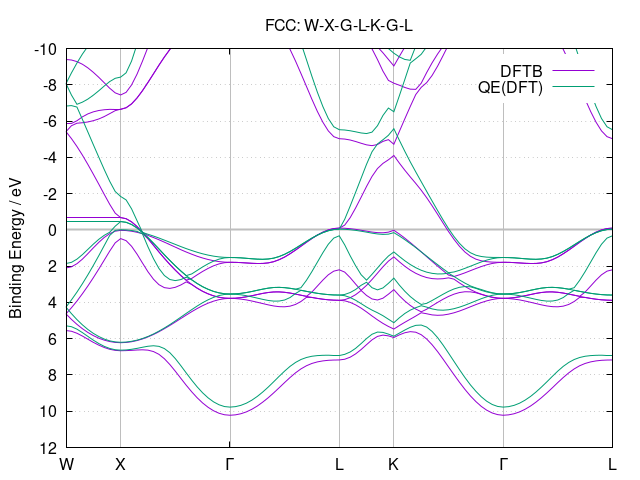 FCC: W-X-G-L-K-G-L
DFTB
QE(DFT)
Binding Energy / eV
-10
-8
-6
-4
-2
0
2
4
6
8
10
12
W X Γ L K Γ L